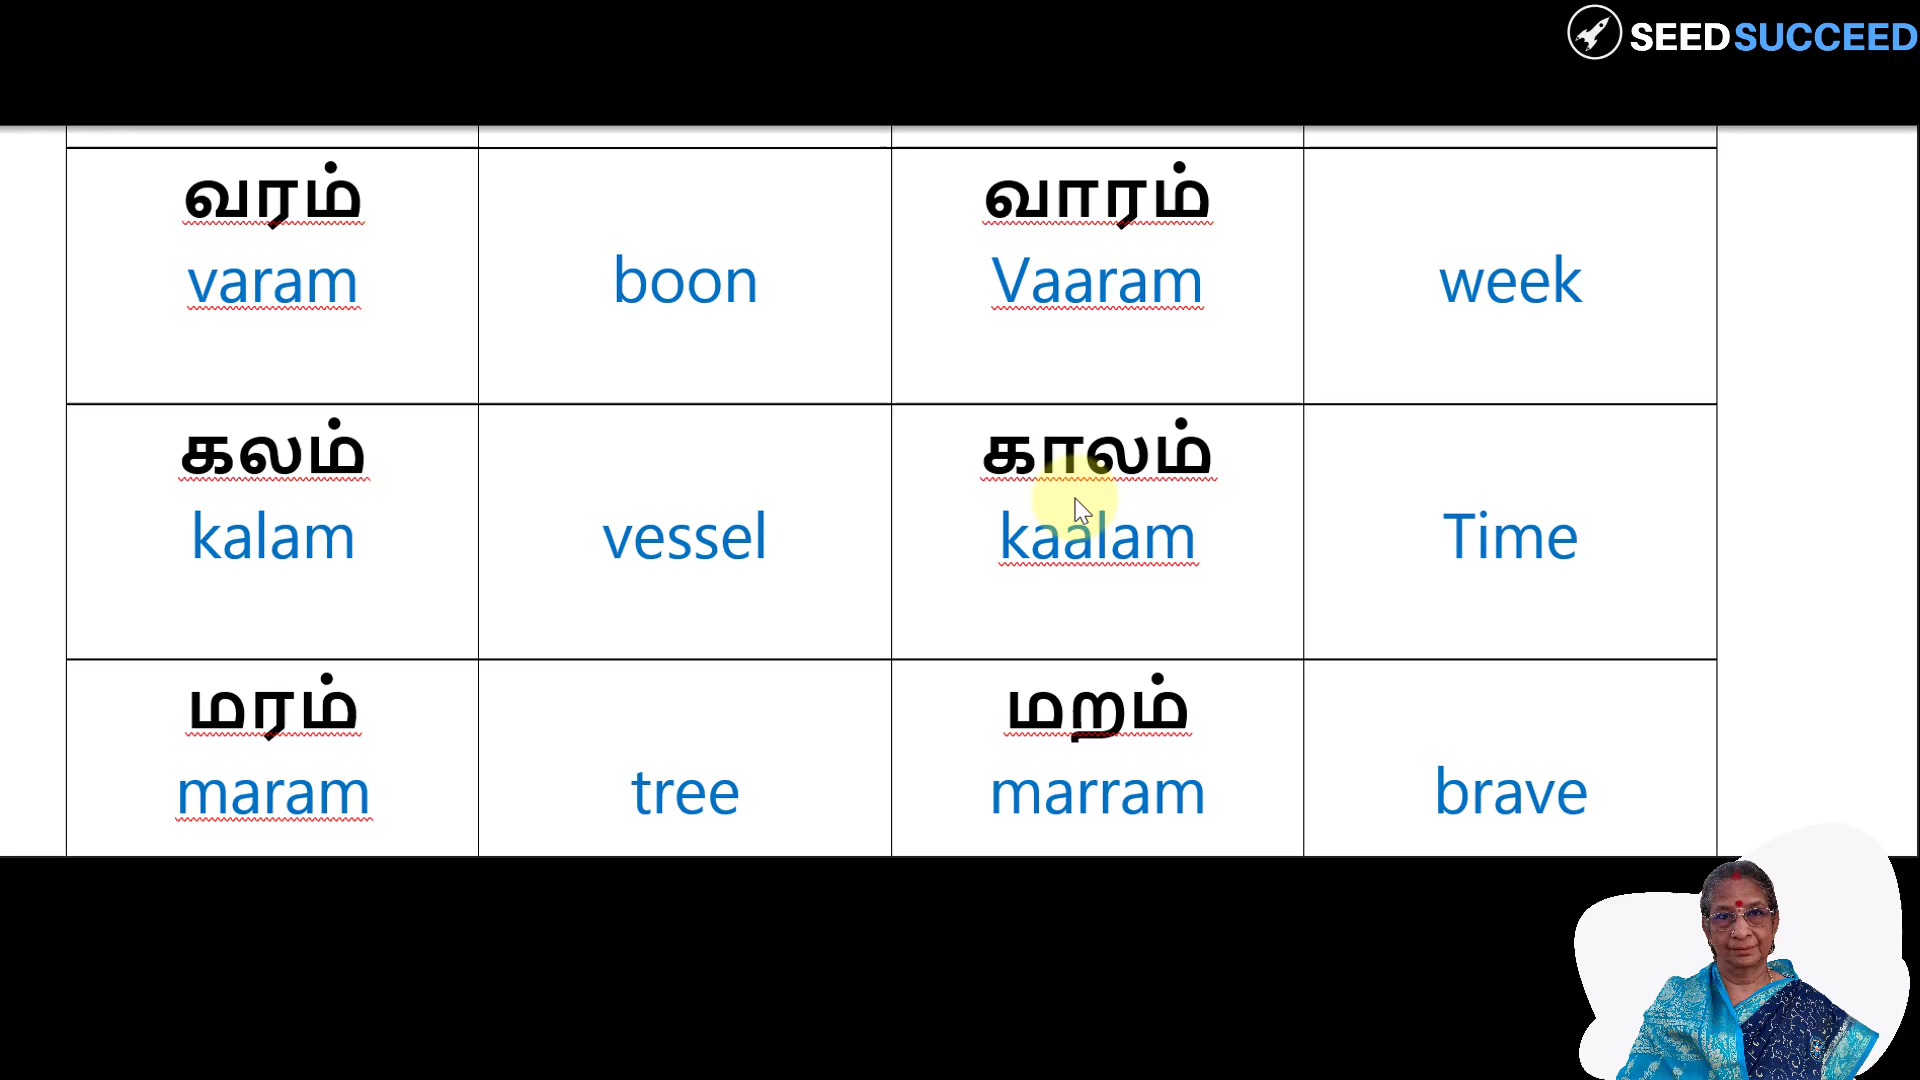 SEEDSUCCEED
வரம்
varam
boon
வாரம்
Vaaram
week
கலம்
kalam
vessel
காலம்
kaalam
Time
மரம்
maram
tree
மறம்
marram
brave